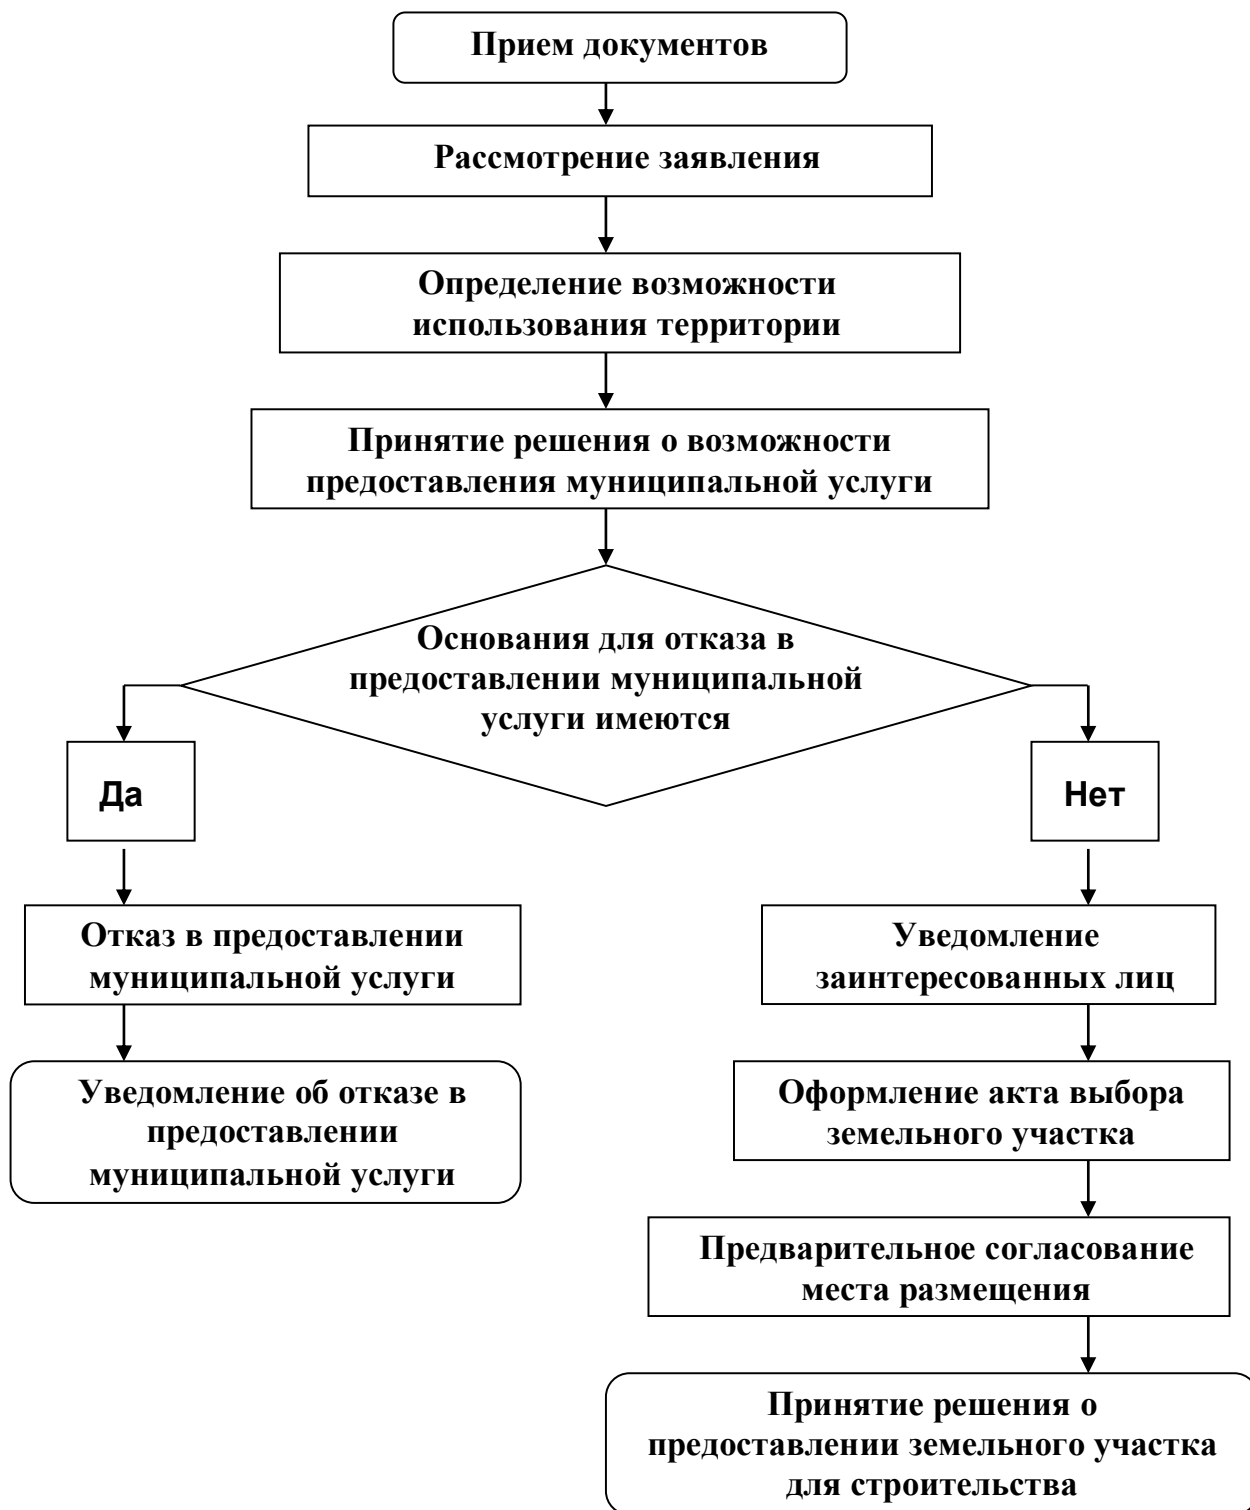 Прием документов
Рассмотрение заявления
Определение возможности
использования территории
Принятие решения о возможности
предоставления муниципальной услуги
Основания для отказа в
предоставлении муниципальной
услуги имеются
Да
Нет
Отказ в предоставлении
муниципальной услуги
Уведомление
заинтересованных лиц
Уведомление об отказе в
предоставлении
муниципальной услуги
Оформление акта выбора
земельного участка
Предварительное согласование
места размещения
Принятие решения о
предоставлении земельного участка
для строительства